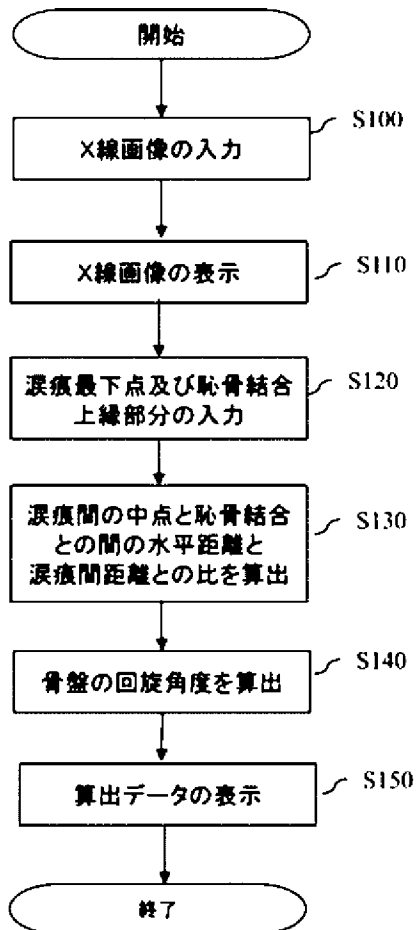 開始
S100
X線画像の入力
S110
X線画像の表示
S120
涙痕最下点及び恥骨結合
上縁部分の入力
S130
涙痕間の中点と恥骨結合
との間の水平距離と
涙痕間距離との比を算出
S140
骨盤の回旋角度を算出
S150
算出データの表示
終了